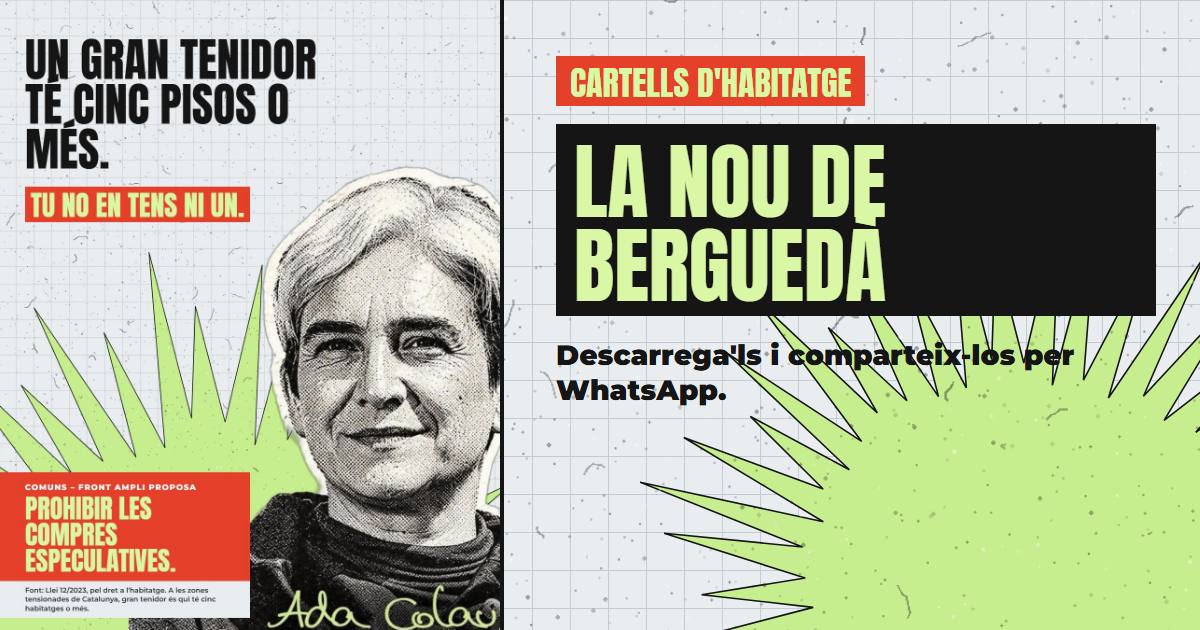 UN GRAN TENIDOR
TÉ CINC PISOS O
MÉS.
TU NO EN TENS NI UN.
COMUNS – FRONT AMPLI PROPOSA
PROHIBIR LES
COMPRES
ESPECULATIVES.
Font: Llei 12/2023, pel dret a l'habitatge. A les zones
tensionades de Catalunya, gran tenidor és qui té cinc
habitatges o més.
Ada Colau
CARTELLS D'HABITATGE
LA NOU DE
BERGUEDÀ
Descarrega'ls i comparteix-los per
WhatsApp.